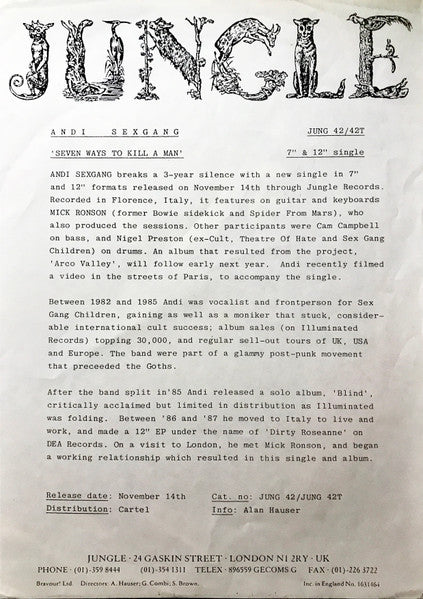 JUNGLE
ANDI SEXGANG JUNG 42/42T
'SEVEN WAYS TO KILL A MAN' 7" & 12" single
ANDI SEXGANG breaks a 3-year silence with a new single in 7"
and 12" formats released on November 14th through Jungle Records.
Recorded in Florence, Italy, it features on guitar and keyboards
MICK RONSON (former Bowie sidekick and Spider From Mars), who
also produced the sessions. Other participants were Cam Campbell
on bass, and Nigel Preston (ex-Cult, Theatre Of Hate and Sex Gang
Children) on drums. An album that resulted from the project,
'Arco Valley', will follow early next year. Andi recently filmed
a video in the streets of Paris, to accompany the single.
Between 1982 and 1985 Andi was vocalist and frontperson for Sex
Gang Children, gaining as well as a moniker that stuck, consider-
able international cult success; album sales (on Illuminated
Records) topping 30,000, and regular sell-out tours of UK, USA
and Europe. The band were part of a glammy post-punk movement
that preceeded the Goths.
After the band split in'85 Andi released a solo album, 'Blind',
critically acclaimed but limited in distribution as Illuminated
was folding. Between '86 and '87 he moved to Italy to live and
work, and made a 12" EP under the name of 'Dirty Roseanne' on
DEA Records. On a visit to London, he met Mick Ronson, and began
a working relationship which resulted in this single and album.
Release date: November 14th Cat. no: JUNG 42/JUNG 42T
Distribution: Cartel Info: Alan Hauser
JUNGLE · 24 GASKIN STREET · LONDON N1 2RY · UK
PHONE · (01)-359 8444 (01)-354 1311 TELEX · 896559 GECOMS G FAX · (01)-226 3722
Bravour! Ltd. Directors: A. Hauser; G. Combi; S. Brown. Inc. in England No. 1631464